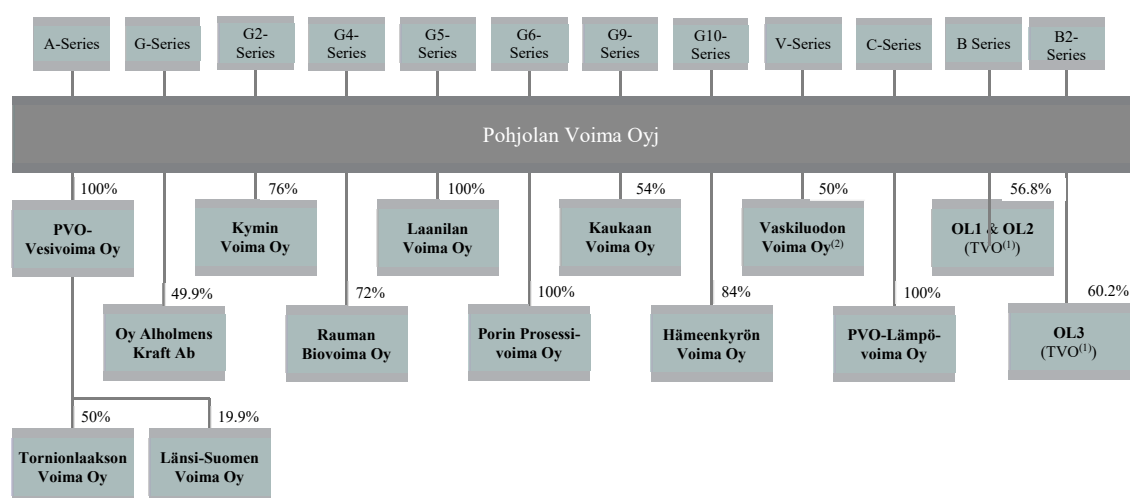 A-Series
G-Series
G2-
Series
G4-
Series
G5-
Series
G6-
Series
G9-
Series
G10-
Series
V-Series
C-Series
B Series
B2-
Series
Pohjolan Voima Oyj
100%
76%
100%
54%
50%
56.8%
PVO-
Vesivoima Oy
Kymin
Voima Oy
Laanilan
Voima Oy
Kaukaan
Voima Oy
Vaskiluodon
Voima Oy(2)
OL1 & OL2
(TVO(1))
49.9%
72%
100%
84%
100%
60.2%
Oy Alholmens
Kraft Ab
Rauman
Biovoima Oy
Porin Prosessi-
voima Oy
Hämeenkyrön
Voima Oy
PVO-Lämpö-
voima Oy
OL3
(TVO(1))
50%
19.9%
Tornionlaakson
Voima Oy
Länsi-Suomen
Voima Oy